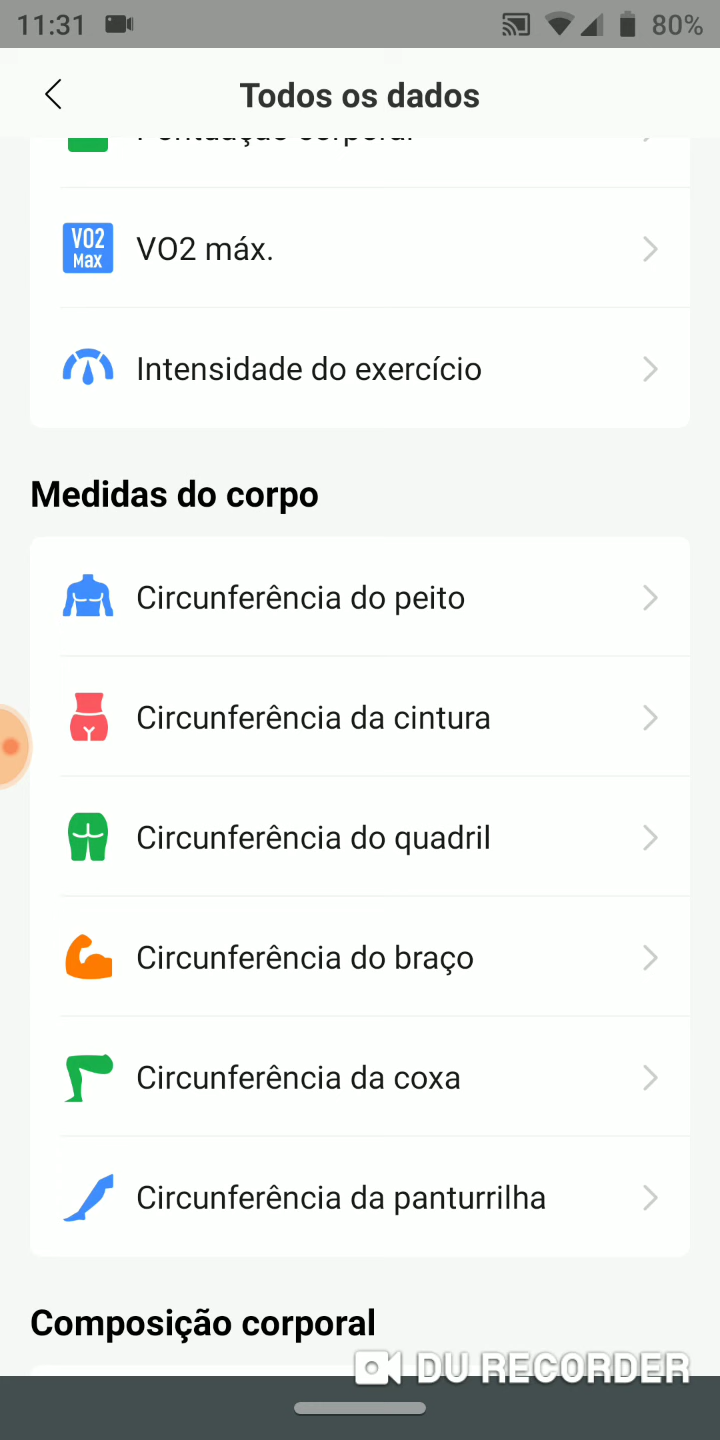 11:31
80%
Todos os dados
Pontuação corporal
VO2
Max
VO2 máx.
Intensidade do exercício
Medidas do corpo
Circunferência do peito
Circunferência da cintura
Circunferência do quadril
Circunferência do braço
Circunferência da coxa
Circunferência da panturrilha
Composição corporal
DU RECORDER